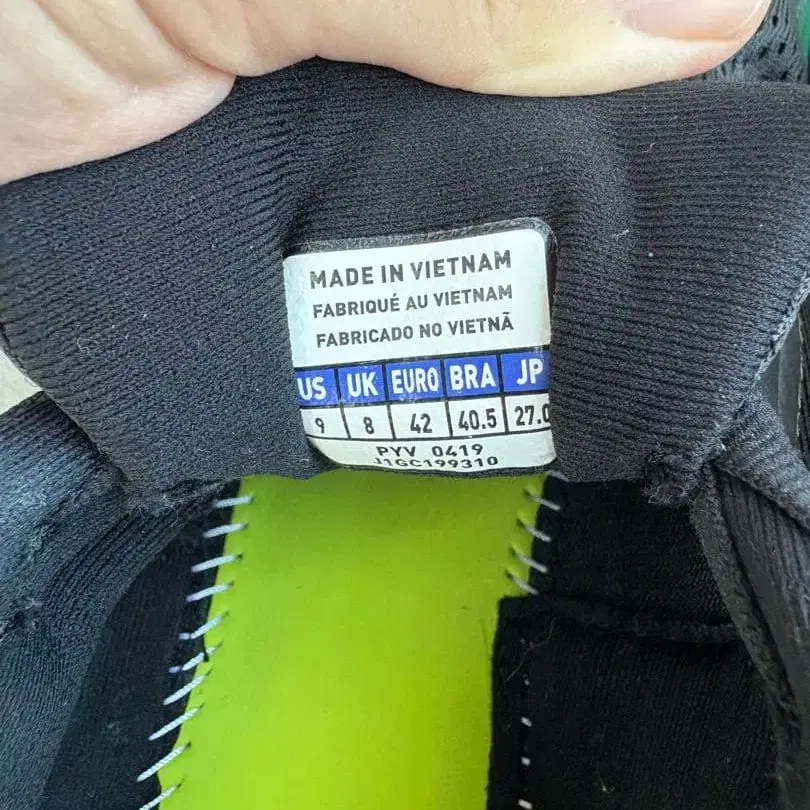 MADE IN VIETNAM
FABRIQUÉ AU VIETNAM
FABRICADO NO VIETNÃ
US UK EURO BRA JP
9 8 42 40.5 27.0
PYV 0419
J1GC199310